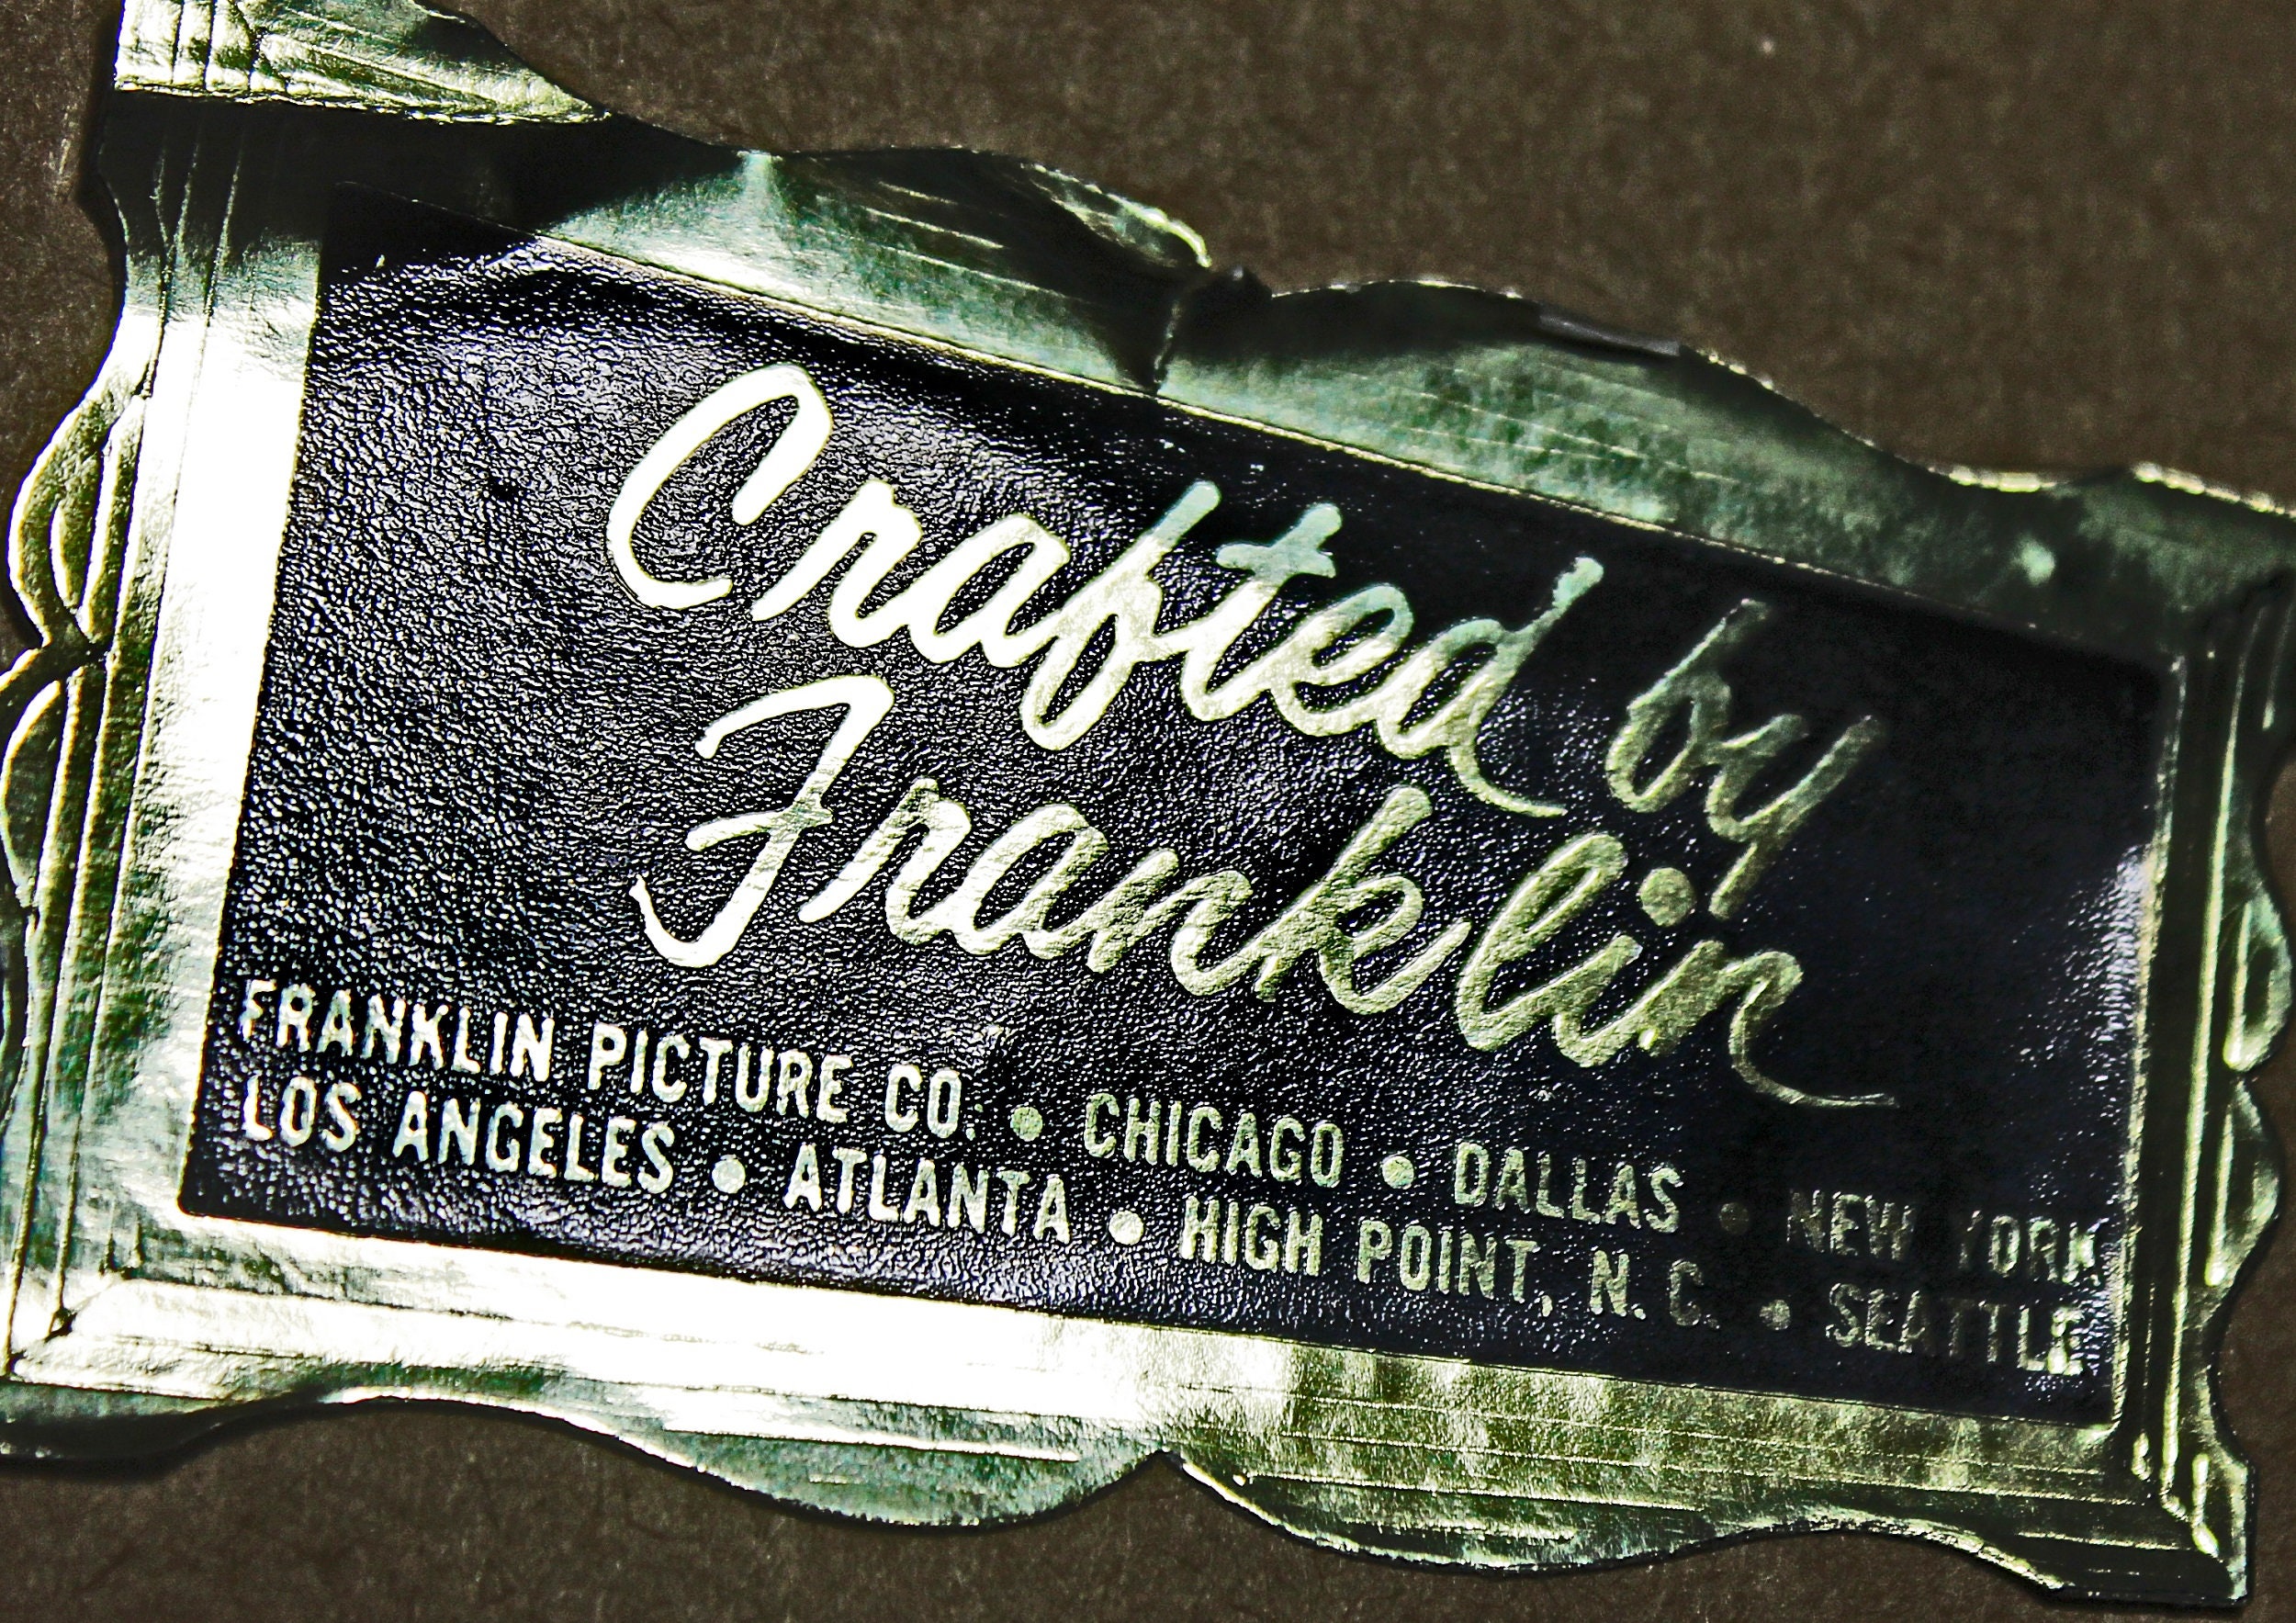 Crafted by
Franklin
FRANKLIN PICTURE CO. • CHICAGO • DALLAS • NEW YORK
LOS ANGELES • ATLANTA • HIGH POINT, N. C. • SEATTLE